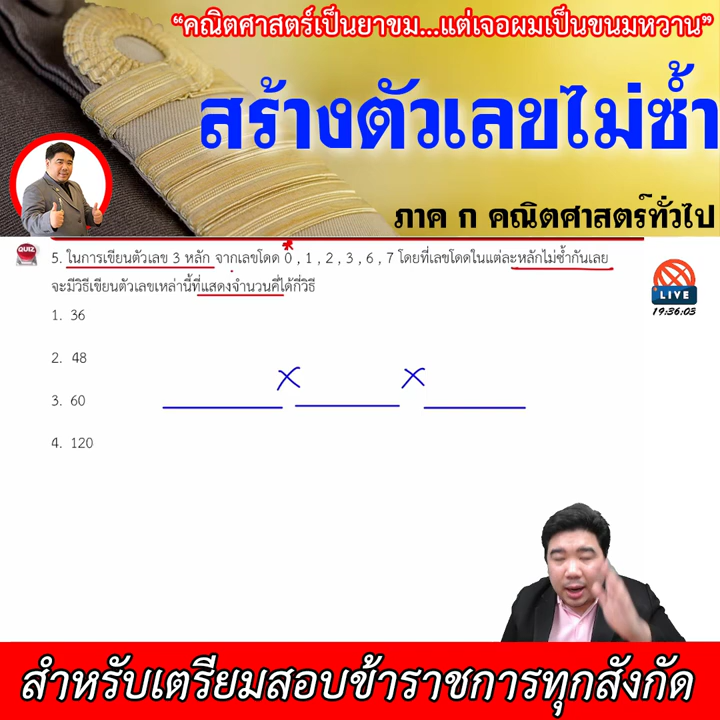 “คณิตศาสตร์เป็นยาขม...แต่เจอผมเป็นขนมหวาน”
สร้างตัวเลขไม่ซ้ำ
ภาค ก คณิตศาสตร์ทั่วไป
QUIZ
5. ในการเขียนตัวเลข 3 หลัก จากเลขโดด 0 , 1 , 2 , 3 , 6 , 7 โดยที่เลขโดดในแต่ละหลักไม่ซ้ำกันเลย
จะมีวิธีเขียนตัวเลขเหล่านี้ที่แสดงจำนวนคี่ได้กี่วิธี
1. 36
2. 48
3. 60
4. 120
× ×
LIVE
19:36:03
สำหรับเตรียมสอบข้าราชการทุกสังกัด